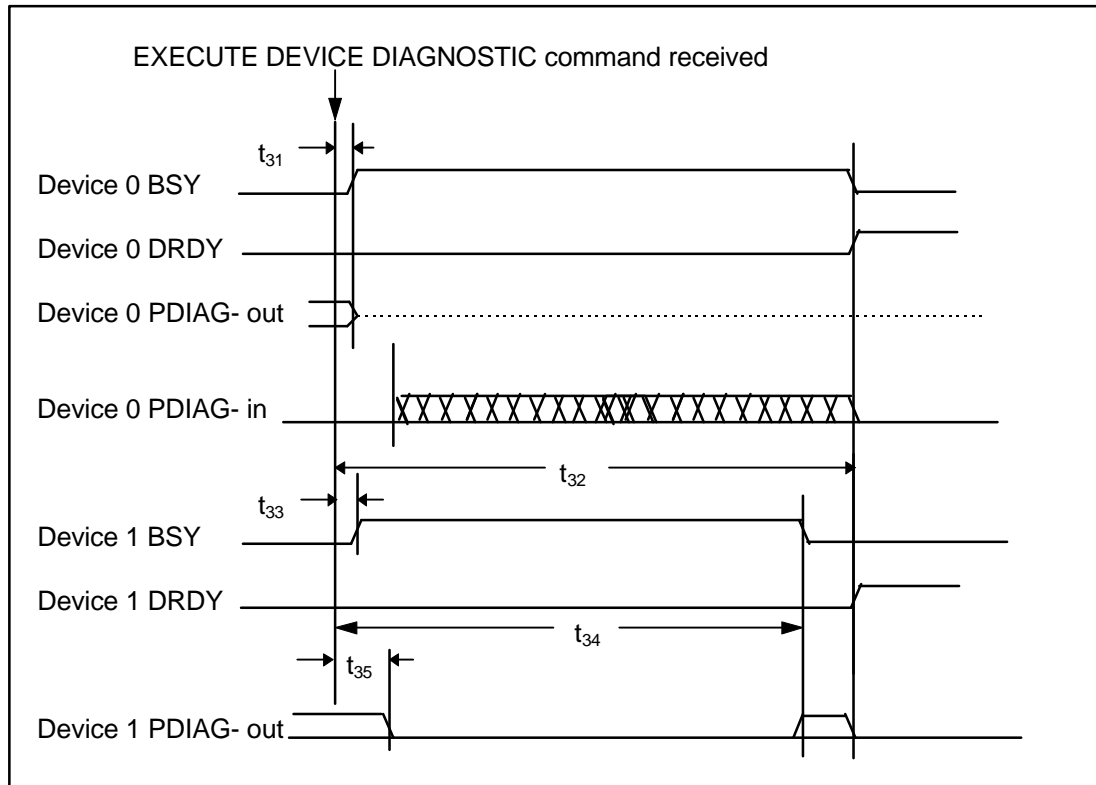 EXECUTE DEVICE DIAGNOSTIC command received
t31
Device 0 BSY
Device 0 DRDY
Device 0 PDIAG- out
Device 0 PDIAG- in
t32
t33
Device 1 BSY
Device 1 DRDY
t34
t35
Device 1 PDIAG- out